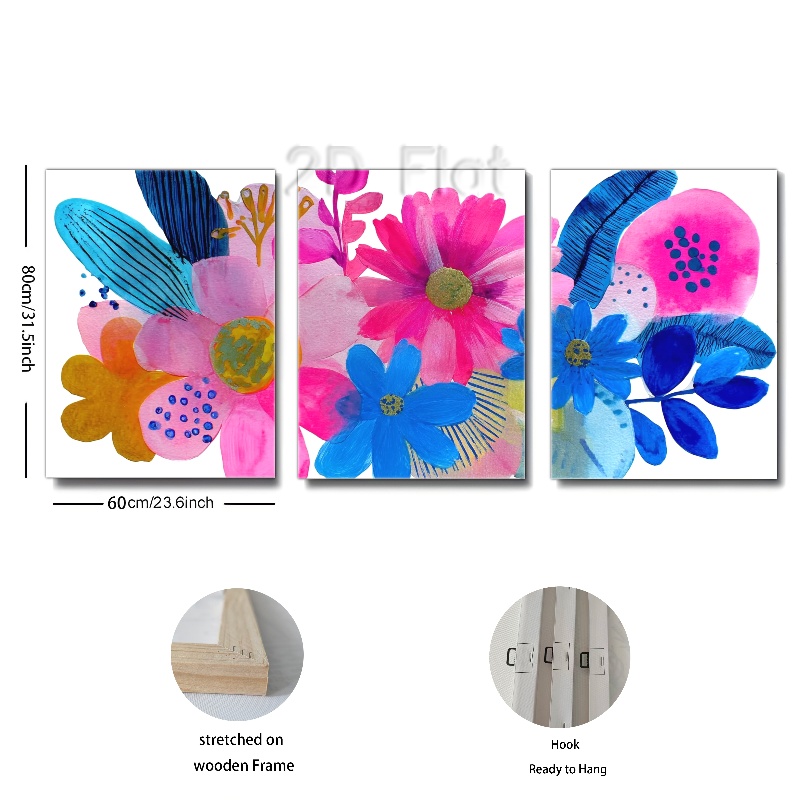 2D Flat
80cm/31.5inch
60cm/23.6inch
stretched on
wooden Frame
Hook
Ready to Hang